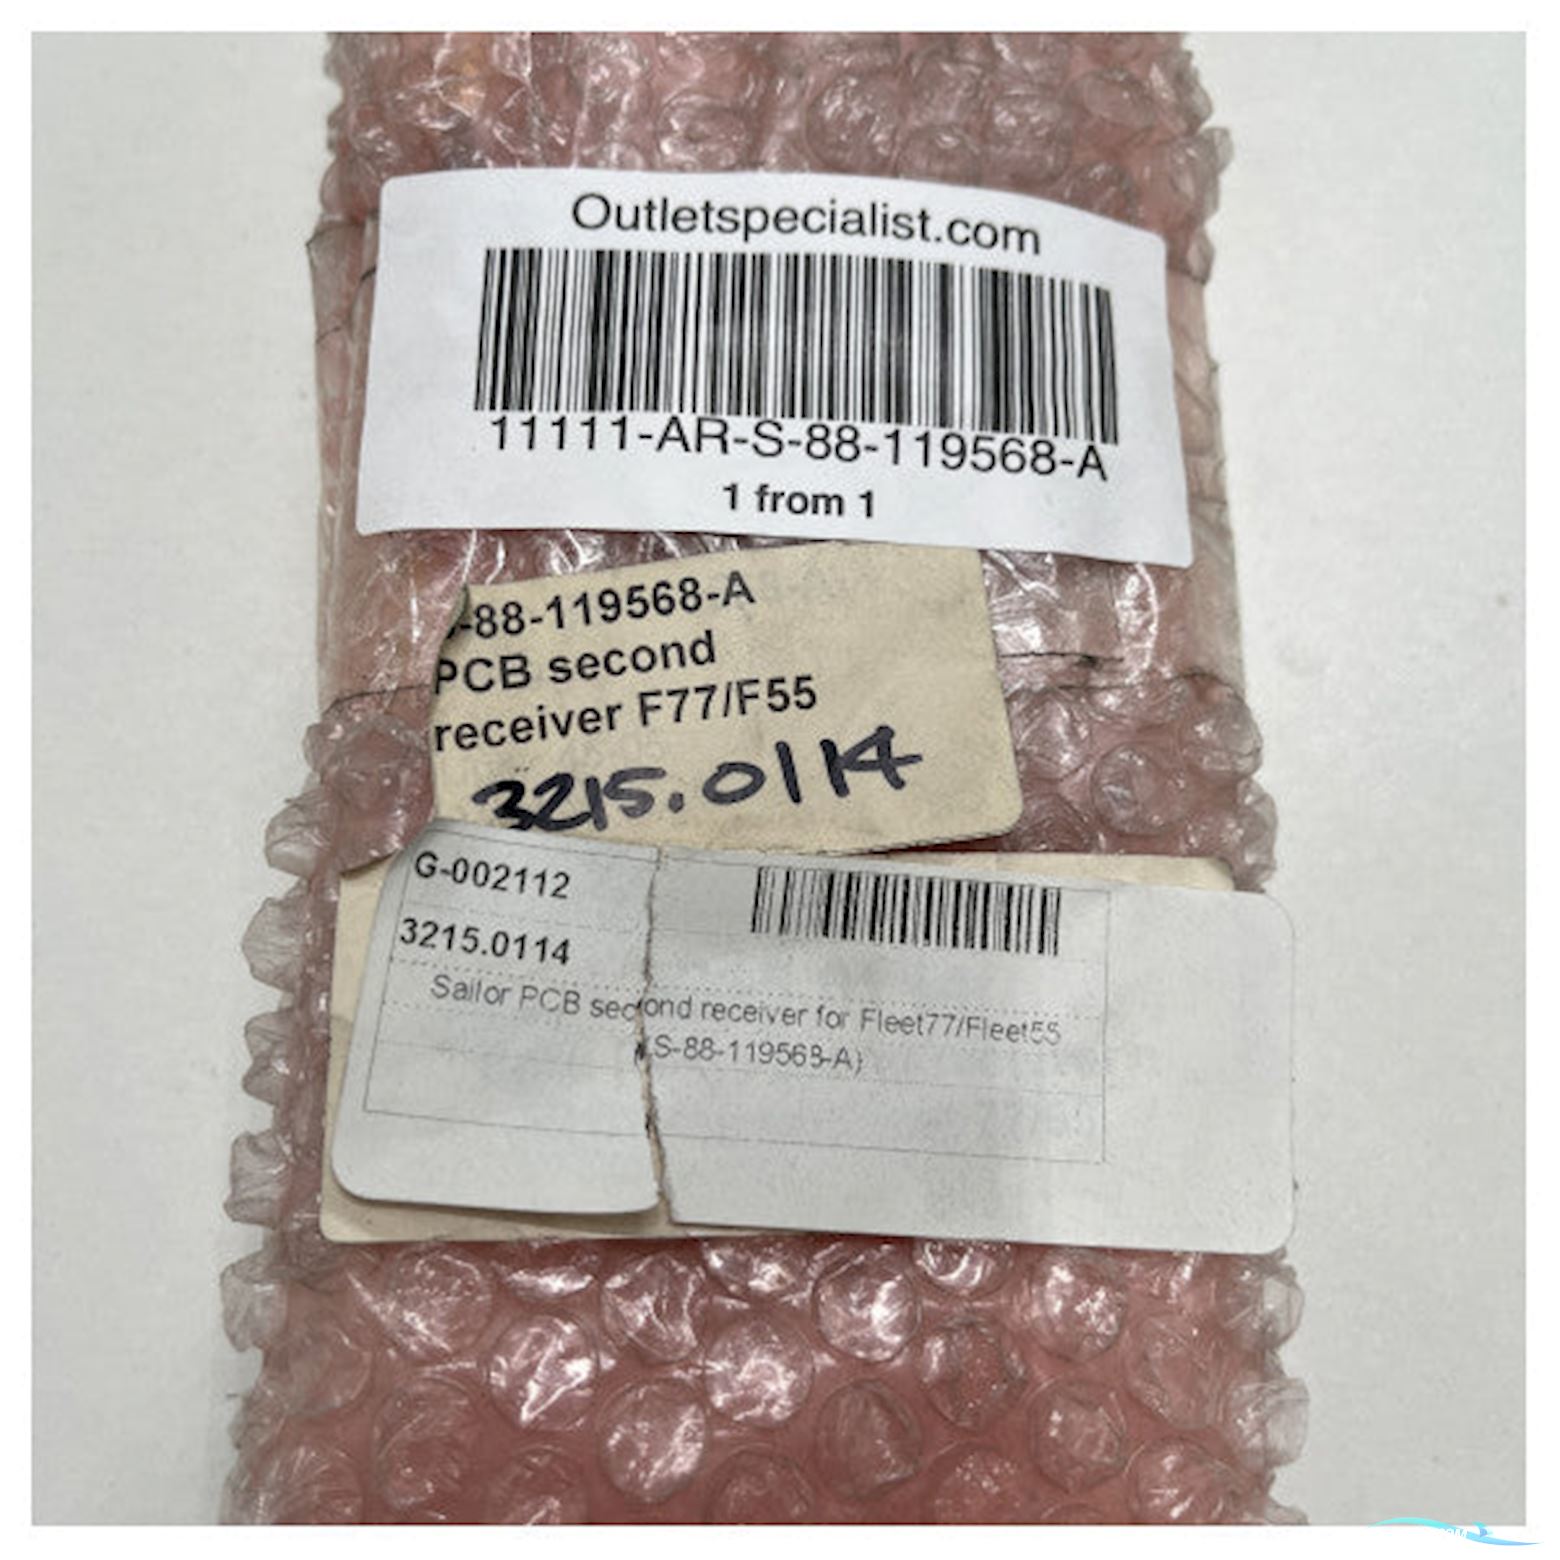 Outletspecialist.com
11111-AR-S-88-119568-A
1 from 1
-88-119568-A
PCB second
receiver F77/F55
3215.0114
G-002112
3215.0114
Sailor PCB second receiver for Fleet77/Fleet55
(S-88-119568-A)